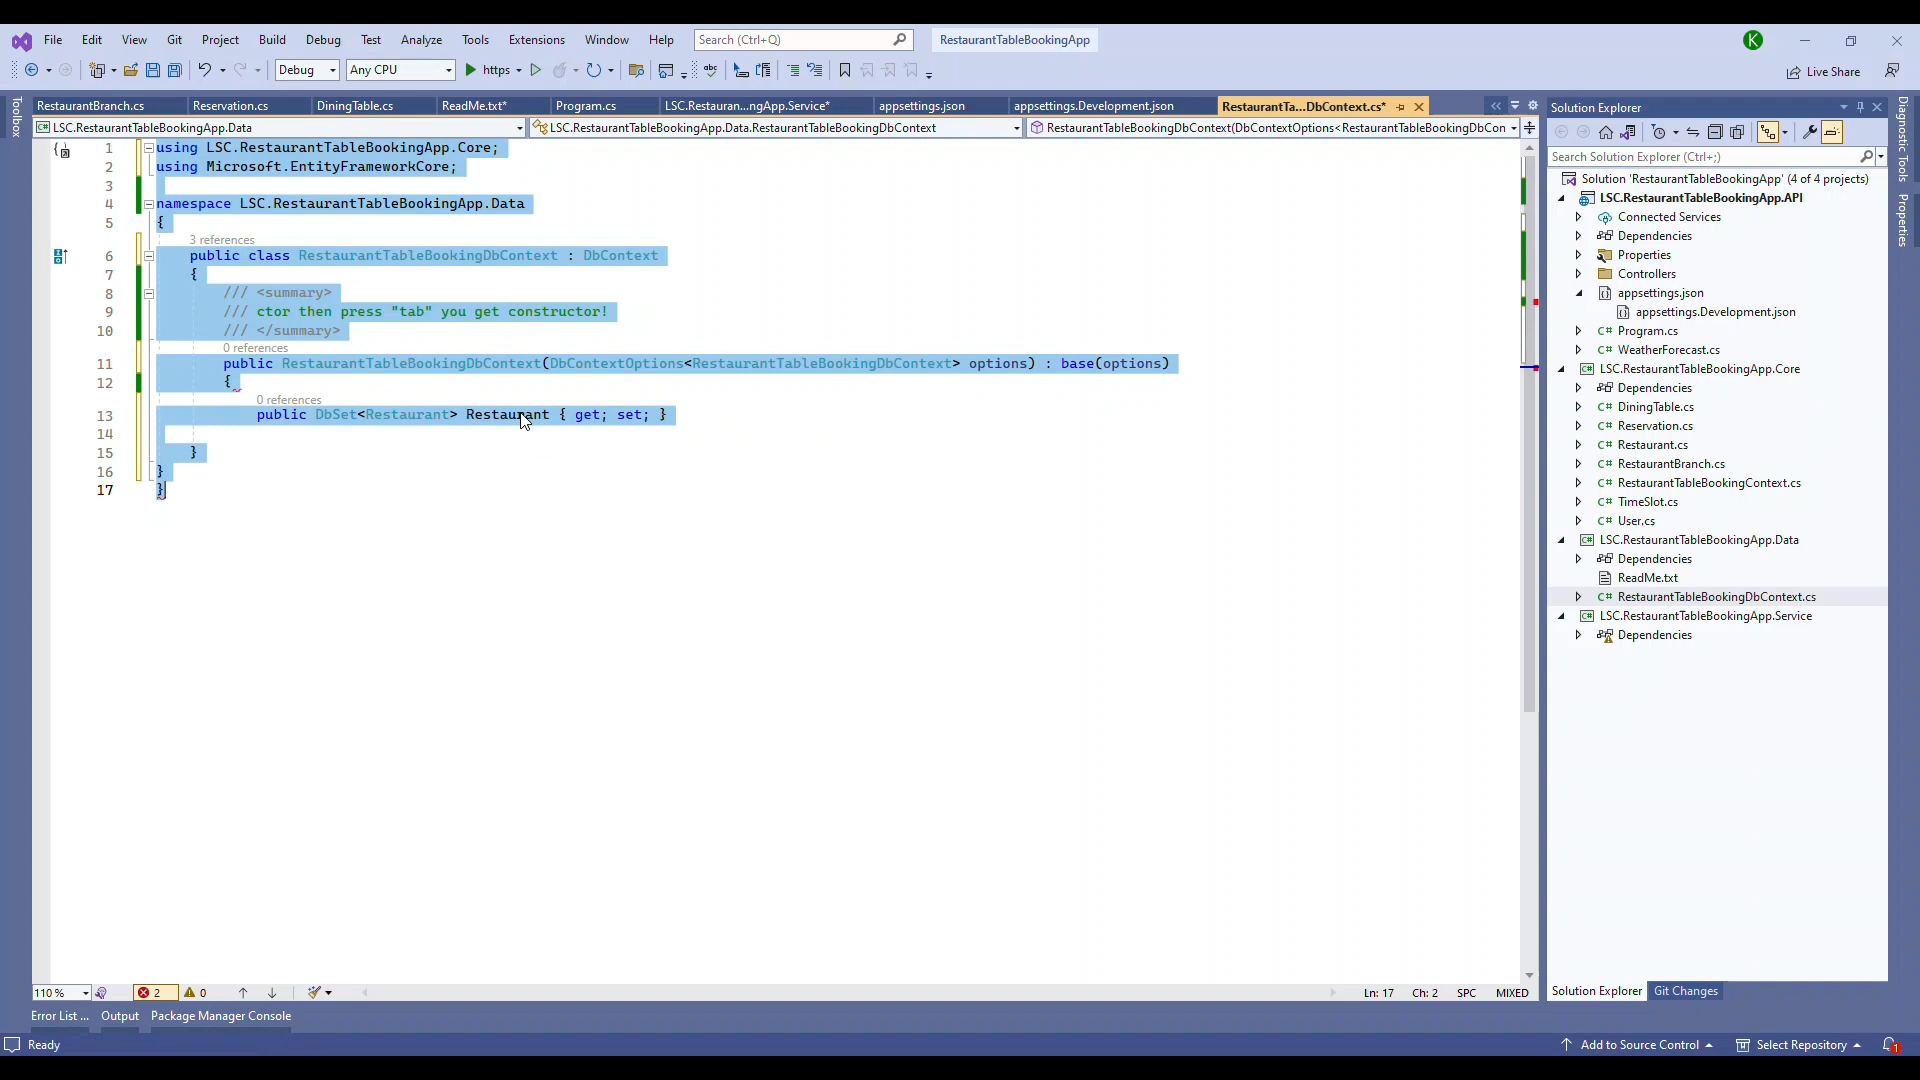 File Edit View Git Project Build Debug Test Analyze Tools Extensions Window Help Search (Ctrl+Q) RestaurantTableBookingApp K
Debug Any CPU https Live Share
RestaurantBranch.cs Reservation.cs DiningTable.cs ReadMe.txt* Program.cs LSC.Restauran...ngApp.Service* appsettings.json appsettings.Development.json RestaurantTa...DbContext.cs*
LSC.RestaurantTableBookingApp.Data LSC.RestaurantTableBookingApp.Data.RestaurantTableBookingDbContext RestaurantTableBookingDbContext(DbContextOptions<RestaurantTableBookingDbCon
Toolbox
1 using LSC.RestaurantTableBookingApp.Core;
2 using Microsoft.EntityFrameworkCore;
3
4 namespace LSC.RestaurantTableBookingApp.Data
5 {
3 references
6 public class RestaurantTableBookingDbContext : DbContext
7 {
8 /// <summary>
9 /// ctor then press "tab" you get constructor!
10 /// </summary>
0 references
11 public RestaurantTableBookingDbContext(DbContextOptions<RestaurantTableBookingDbContext> options) : base(options)
12 {
0 references
13 public DbSet<Restaurant> Restaurant { get; set; }
14
15 }
16 }
17 }
110 % 2 0 Ln: 17 Ch: 2 SPC MIXED
Error List ... Output Package Manager Console
Ready Add to Source Control Select Repository 1
Solution Explorer
Search Solution Explorer (Ctrl+;)
Solution 'RestaurantTableBookingApp' (4 of 4 projects)
LSC.RestaurantTableBookingApp.API
Connected Services
Dependencies
Properties
Controllers
appsettings.json
appsettings.Development.json
C# Program.cs
C# WeatherForecast.cs
LSC.RestaurantTableBookingApp.Core
Dependencies
C# DiningTable.cs
C# Reservation.cs
C# Restaurant.cs
C# RestaurantBranch.cs
C# RestaurantTableBookingContext.cs
C# TimeSlot.cs
C# User.cs
LSC.RestaurantTableBookingApp.Data
Dependencies
ReadMe.txt
C# RestaurantTableBookingDbContext.cs
LSC.RestaurantTableBookingApp.Service
Dependencies
Solution Explorer Git Changes
Diagnostic Tools
Properties